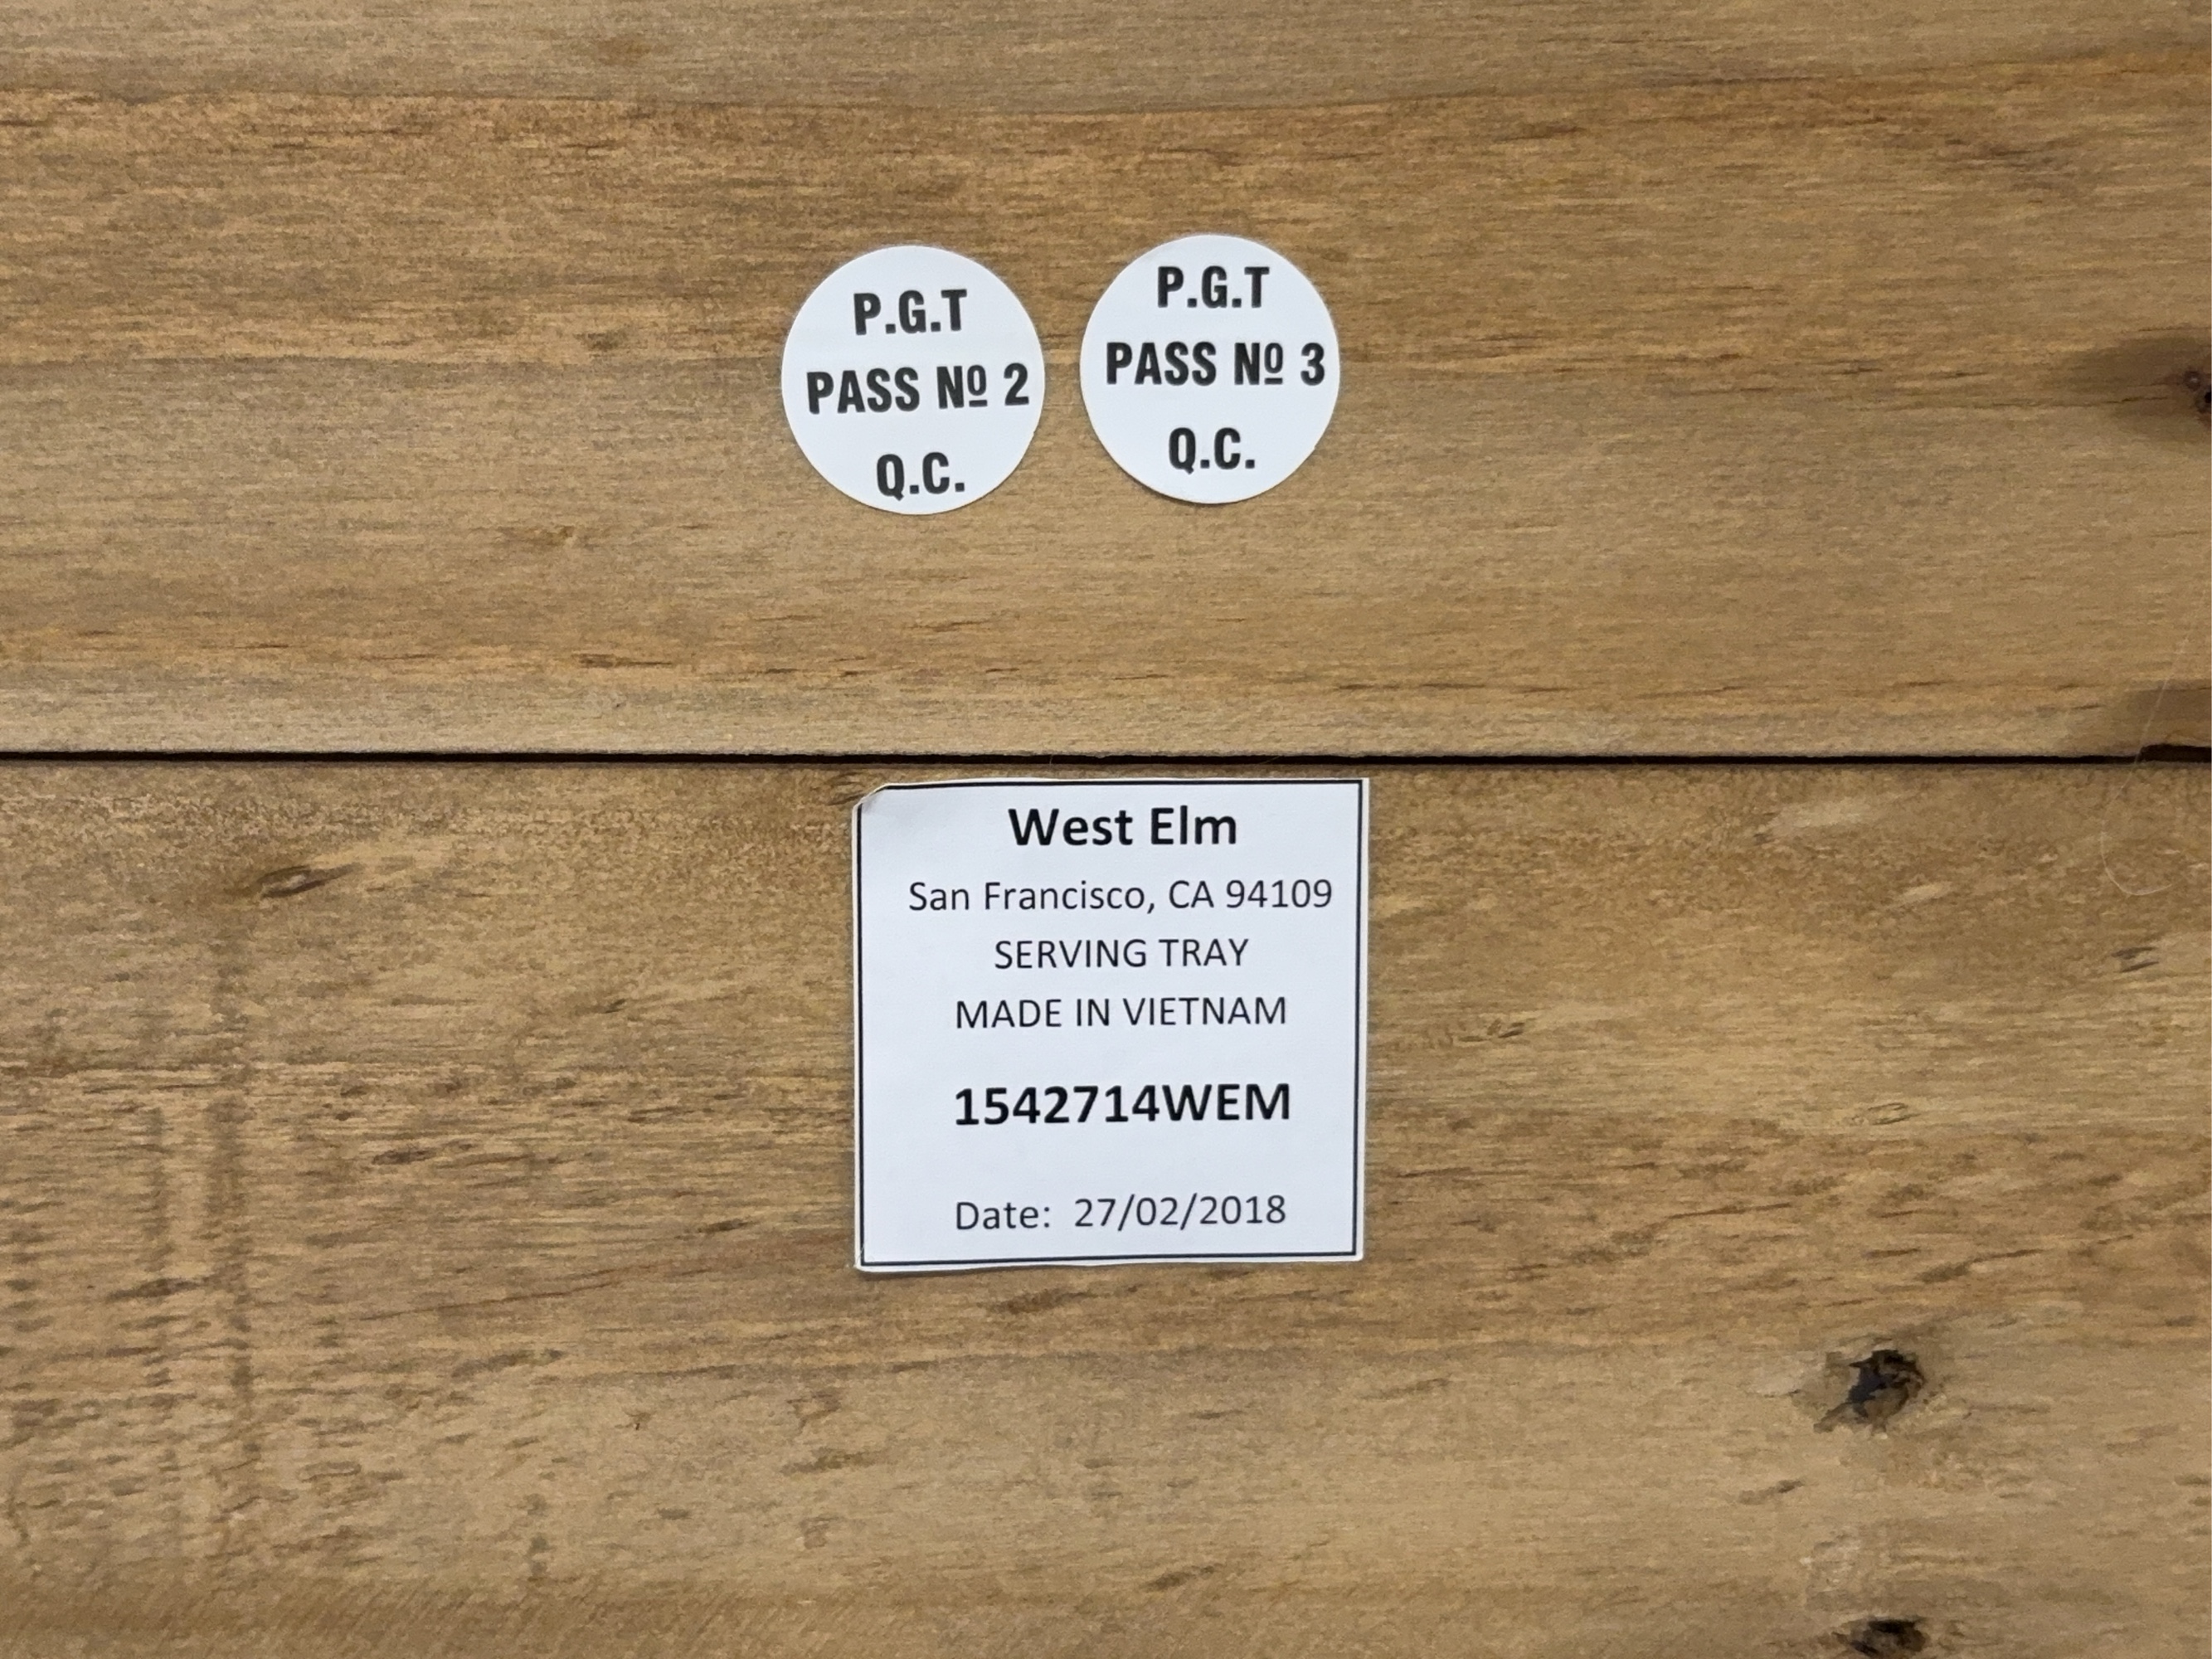 P.G.T
PASS Nº 2
Q.C.
P.G.T
PASS Nº 3
Q.C.
West Elm
San Francisco, CA 94109
SERVING TRAY
MADE IN VIETNAM
1542714WEM
Date: 27/02/2018